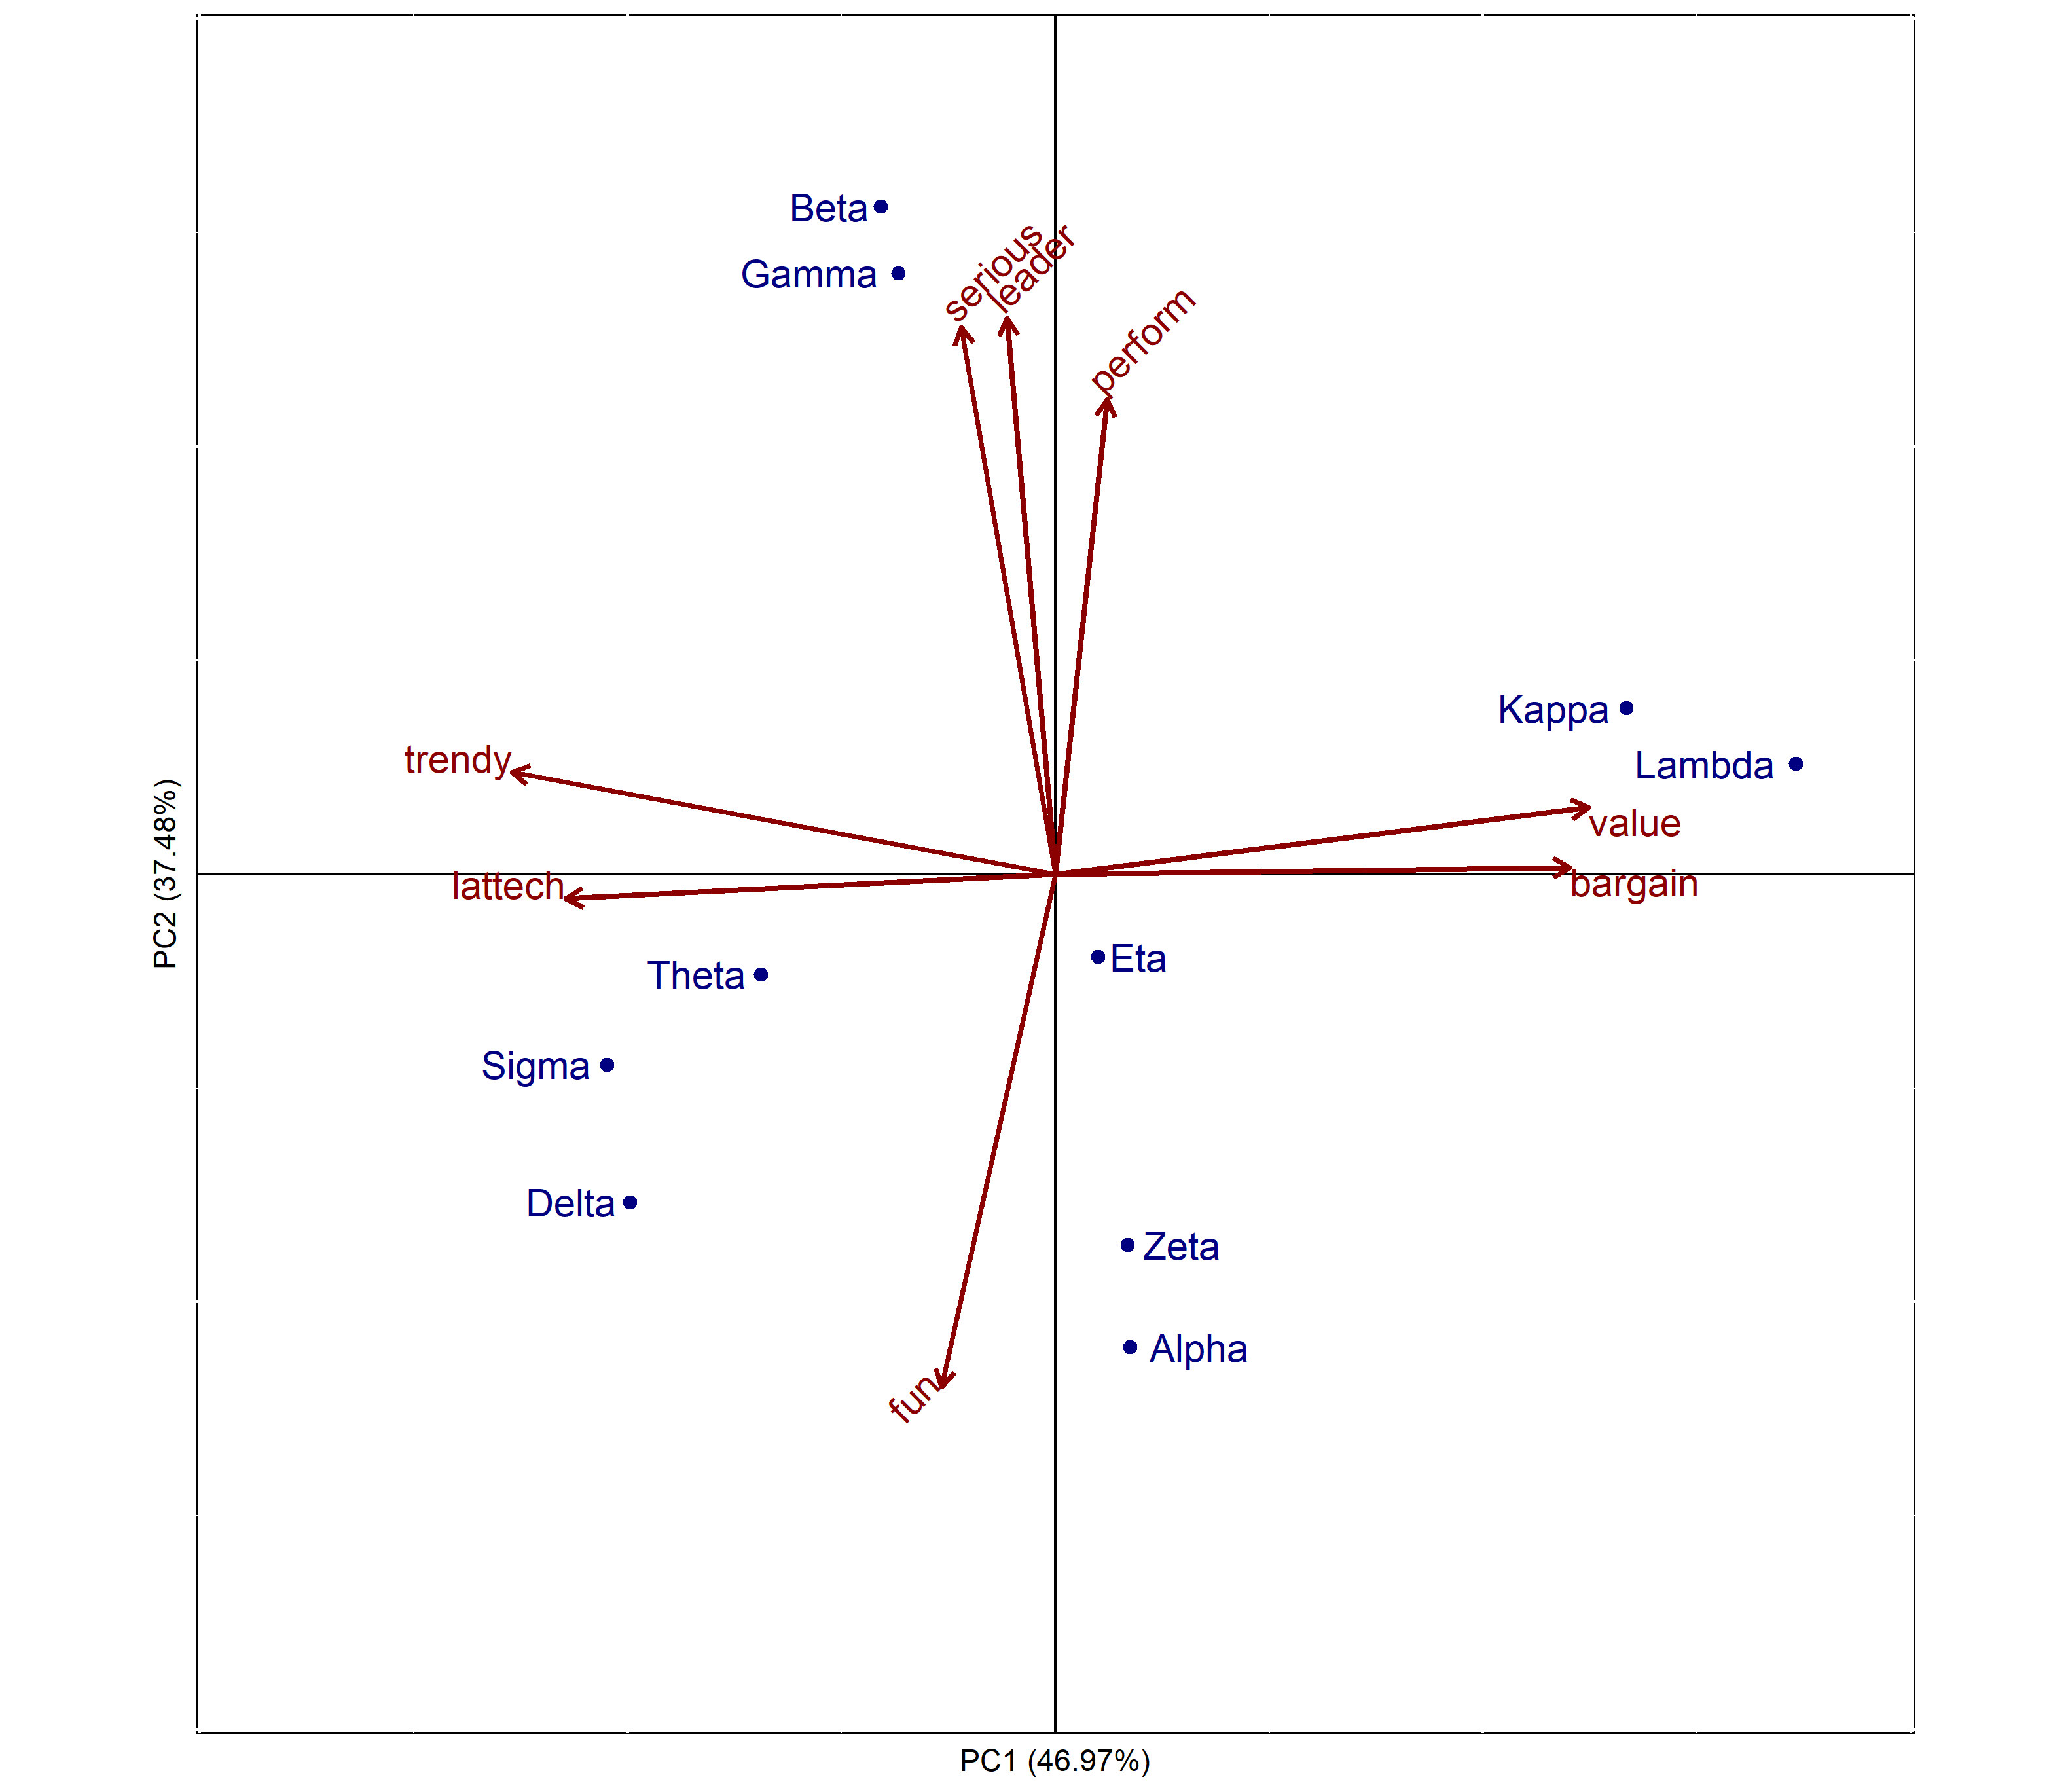 Beta
Gamma
serious
leader
perform
Kappa
Lambda
trendy
value
lattech
bargain
Theta
Eta
Sigma
Delta
Zeta
Alpha
fun
PC2 (37.48%)
PC1 (46.97%)